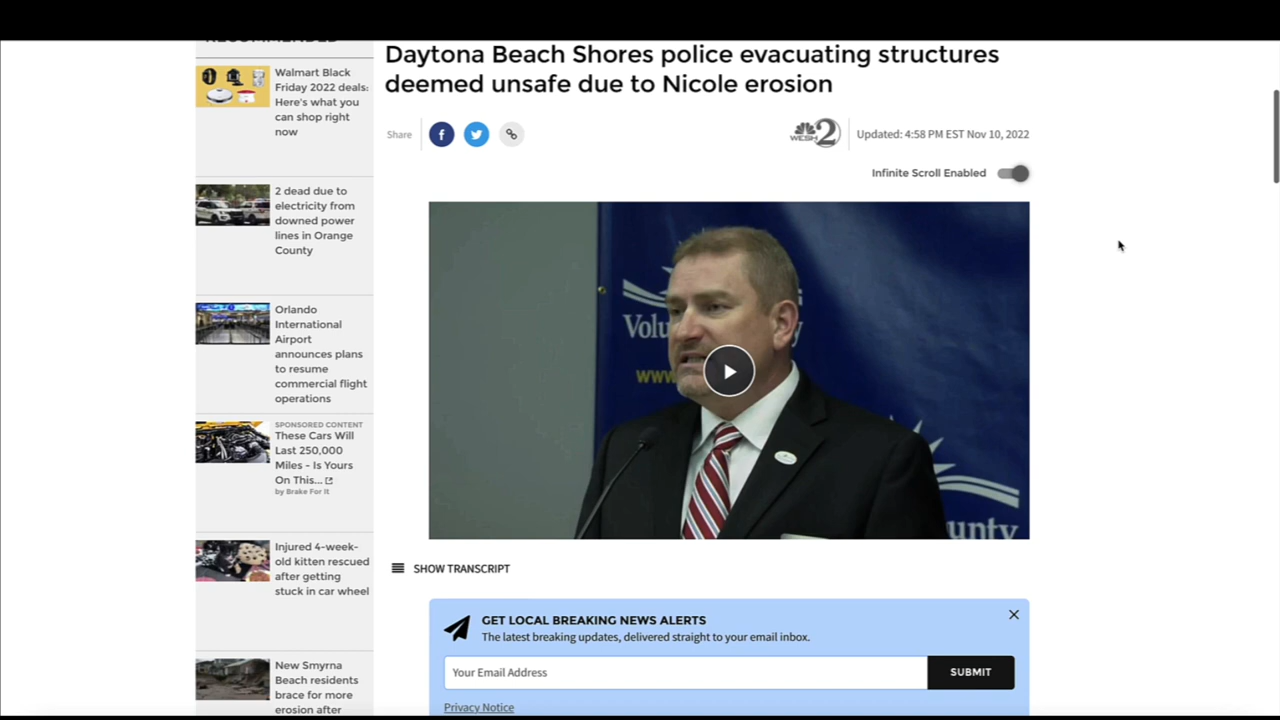 Daytona Beach Shores police evacuating structures
deemed unsafe due to Nicole erosion
Share
f
WESH 2
Updated: 4:58 PM EST Nov 10, 2022
Infinite Scroll Enabled
RECOMMENDED
Walmart Black
Friday 2022 deals:
Here's what you
can shop right
now
2 dead due to
electricity from
downed power
lines in Orange
County
Orlando
International
Airport
announces plans
to resume
commercial flight
operations
SPONSORED CONTENT
These Cars Will
Last 250,000
Miles - Is Yours
On This...
by Brake For It
Injured 4-week-
old kitten rescued
after getting
stuck in car wheel
New Smyrna
Beach residents
brace for more
erosion after
Volu y
www
unty
SHOW TRANSCRIPT
GET LOCAL BREAKING NEWS ALERTS
The latest breaking updates, delivered straight to your email inbox.
Your Email Address
SUBMIT
Privacy Notice